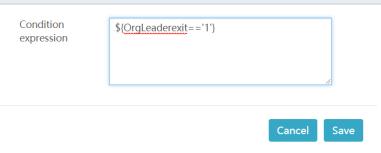 Condition
expression
${OrgLeaderexit=='1'}
Cancel
Save